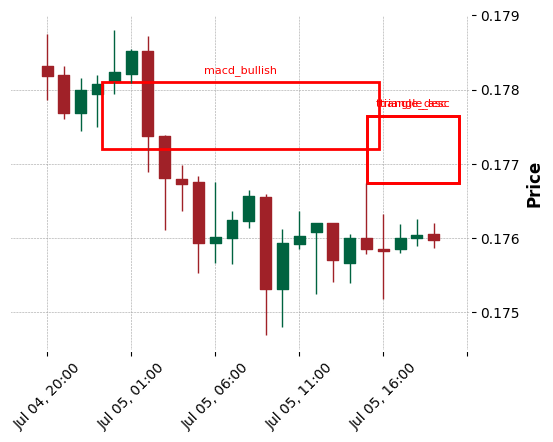 0.179
macd_bullish
0.178
0.177
0.176
0.175
Price
Jul 04, 20:00
Jul 05, 01:00
Jul 05, 06:00
Jul 05, 11:00
Jul 05, 16:00